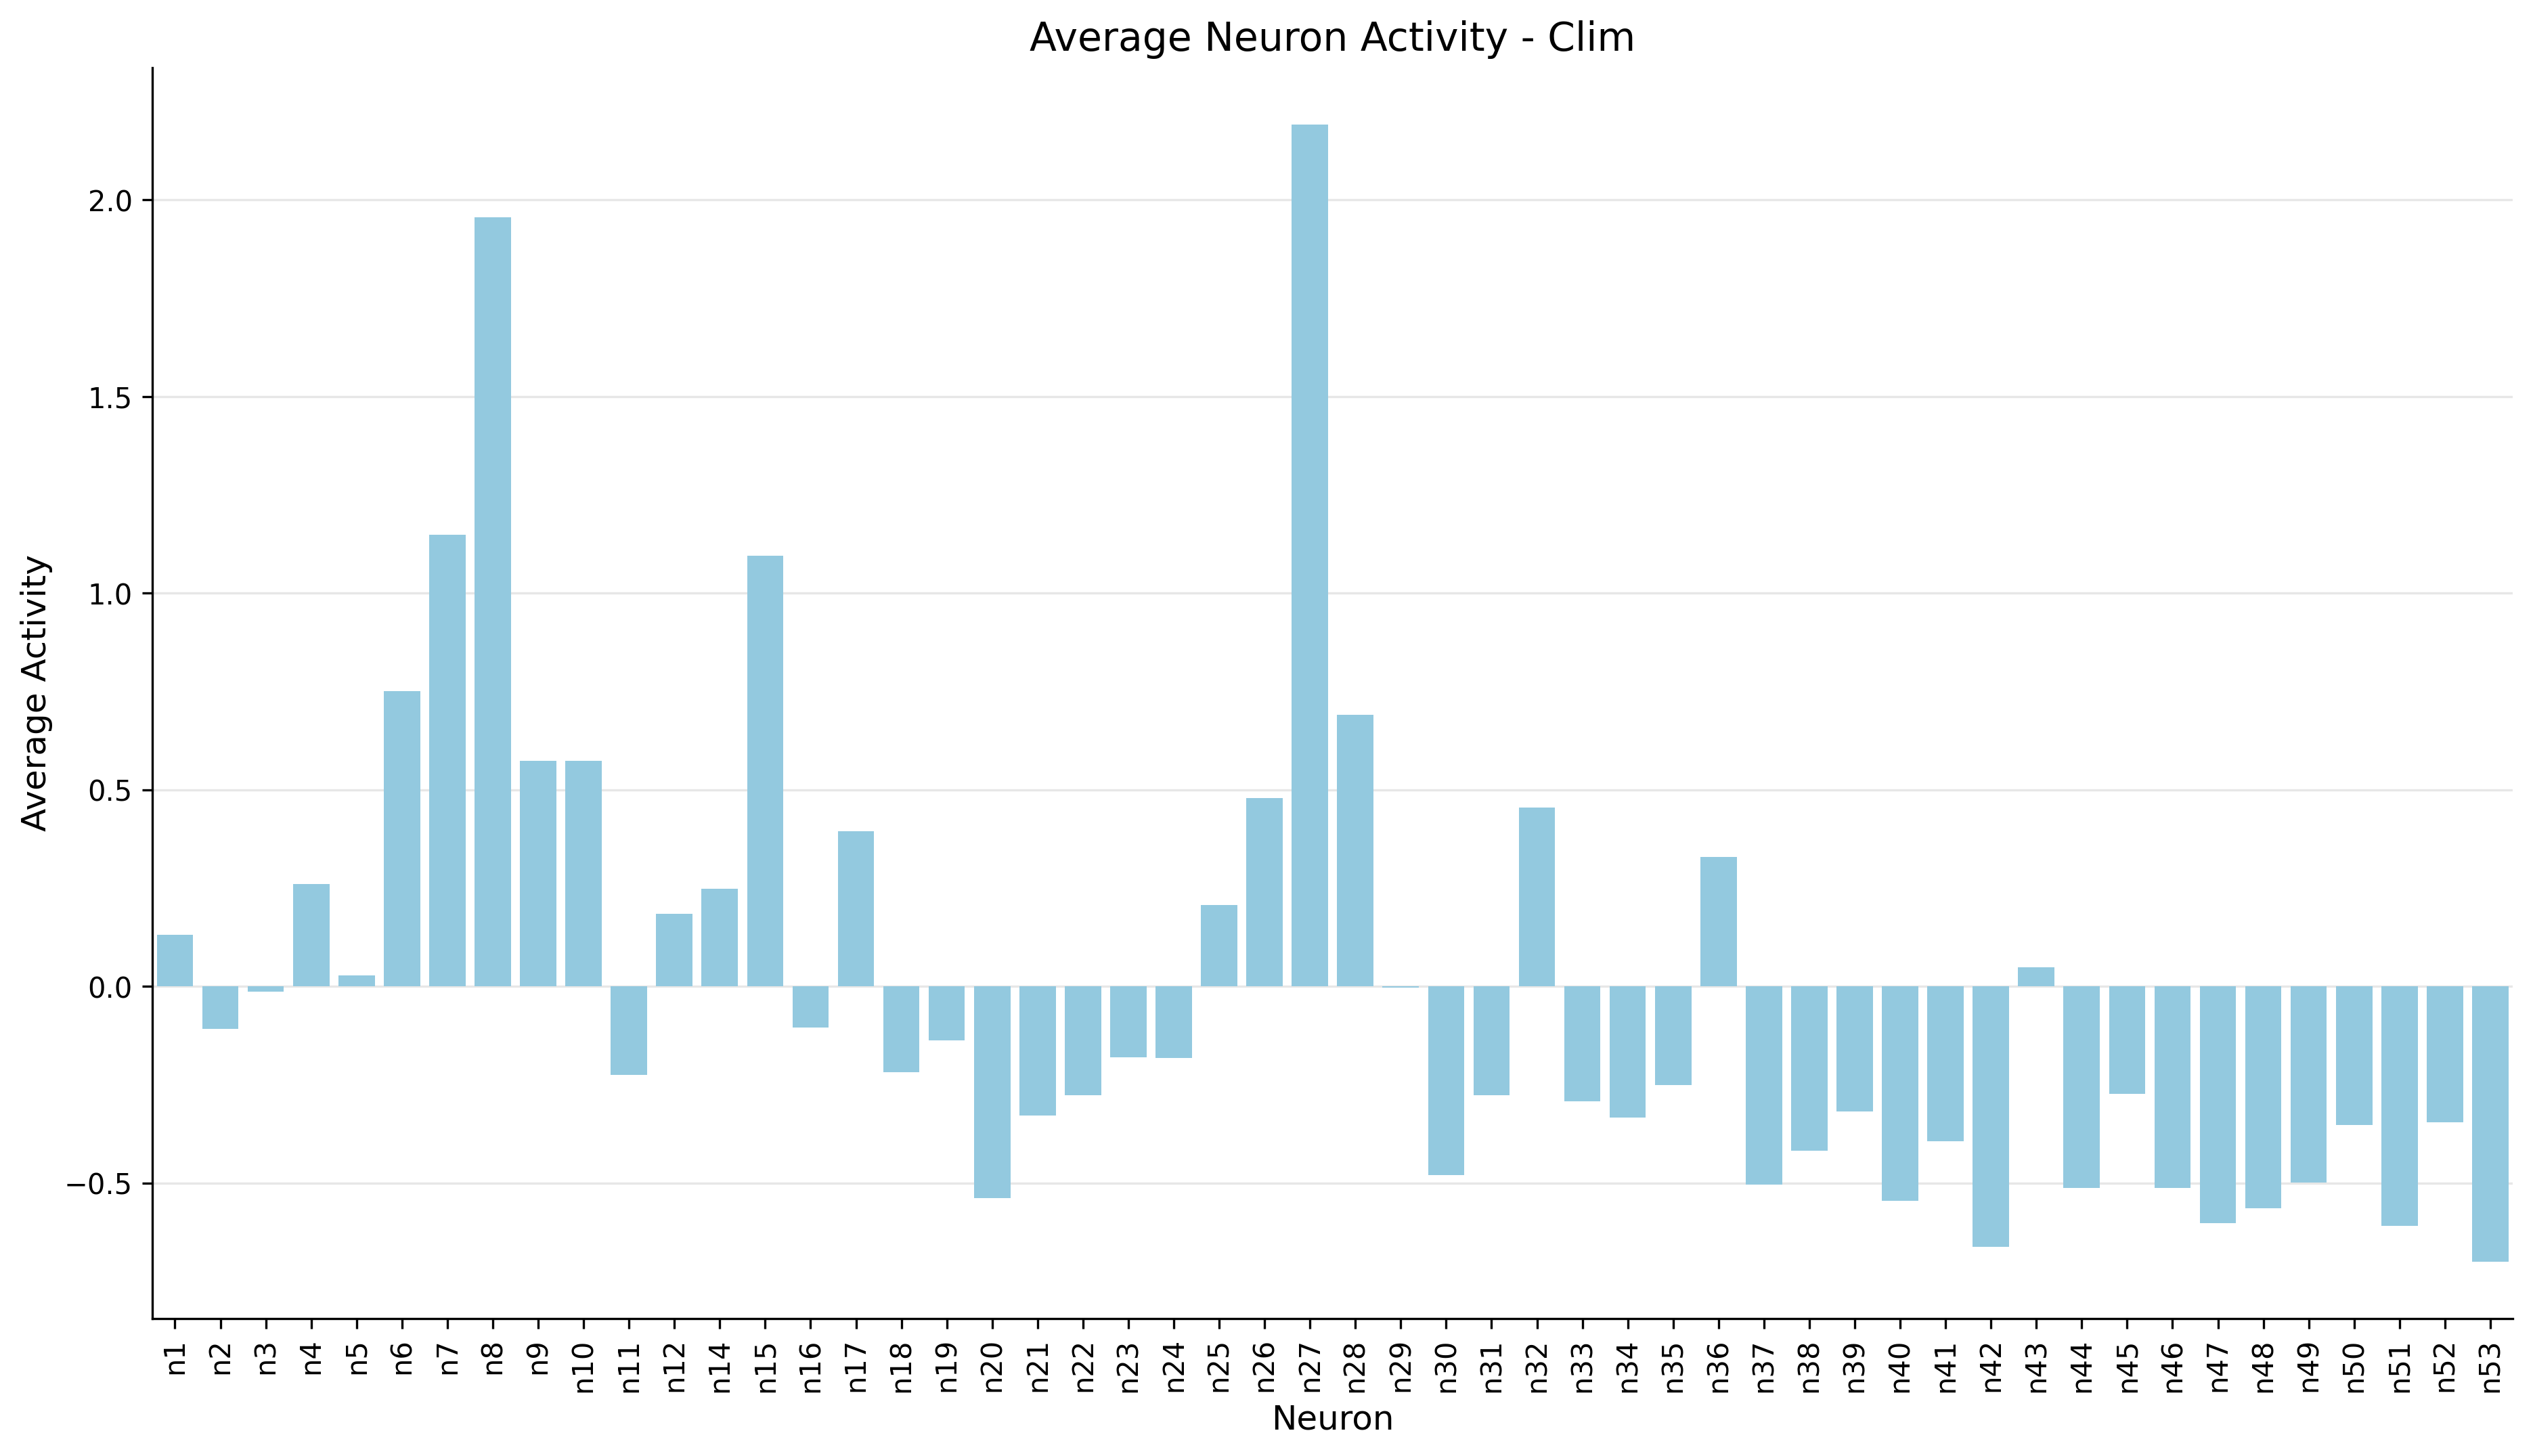 Average Neuron Activity - Clim
Average Activity
2.0
1.5
1.0
0.5
0.0
−0.5
n1 n2 n3 n4 n5 n6 n7 n8 n9 n10 n11 n12 n14 n15 n16 n17 n18 n19 n20 n21 n22 n23 n24 n25 n26 n27 n28 n29 n30 n31 n32 n33 n34 n35 n36 n37 n38 n39 n40 n41 n42 n43 n44 n45 n46 n47 n48 n49 n50 n51 n52 n53
Neuron